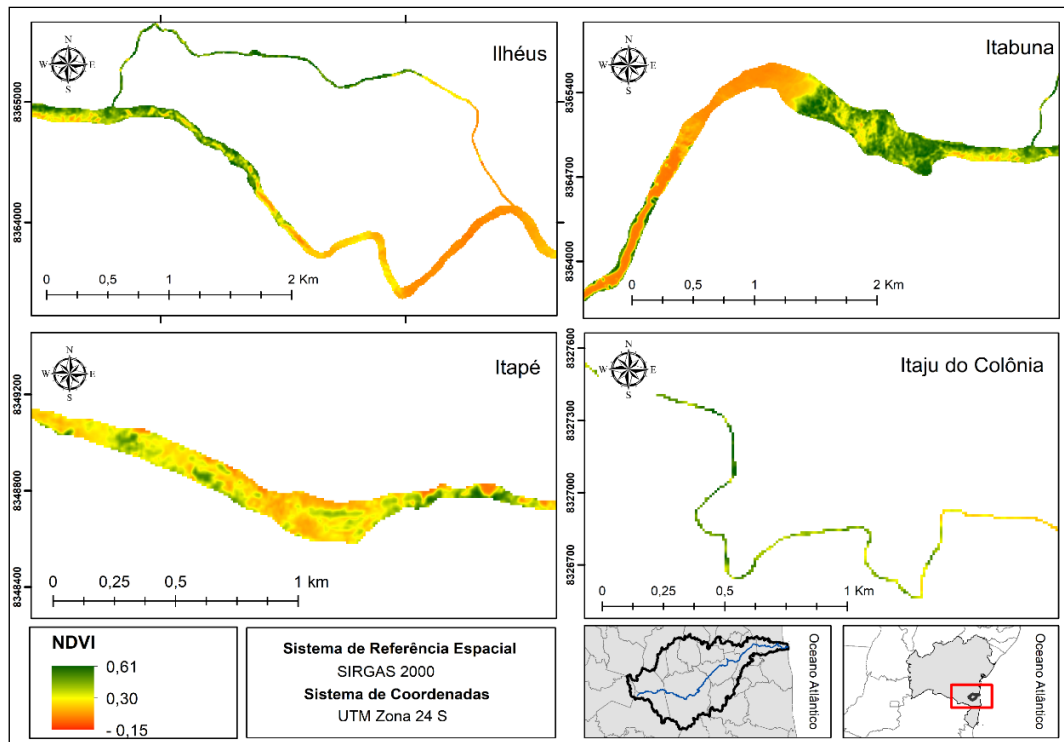 Ilhéus
N
W
E
S
8365000
8364000
0
0,5
1
2 Km
Itabuna
N
W
E
S
8365400
8364700
8364000
0
0,5
1
2 Km
Itapé
N
W
E
S
8349200
8348800
8348400
0
0,25
0,5
1 km
Itaju do Colônia
N
W
E
S
8327600
8327300
8327000
8326700
0
0,25
0,5
1 Km
NDVI
0,61
0,30
- 0,15
Sistema de Referência Espacial
SIRGAS 2000
Sistema de Coordenadas
UTM Zona 24 S
Oceano Atlântico
Oceano Atlântico